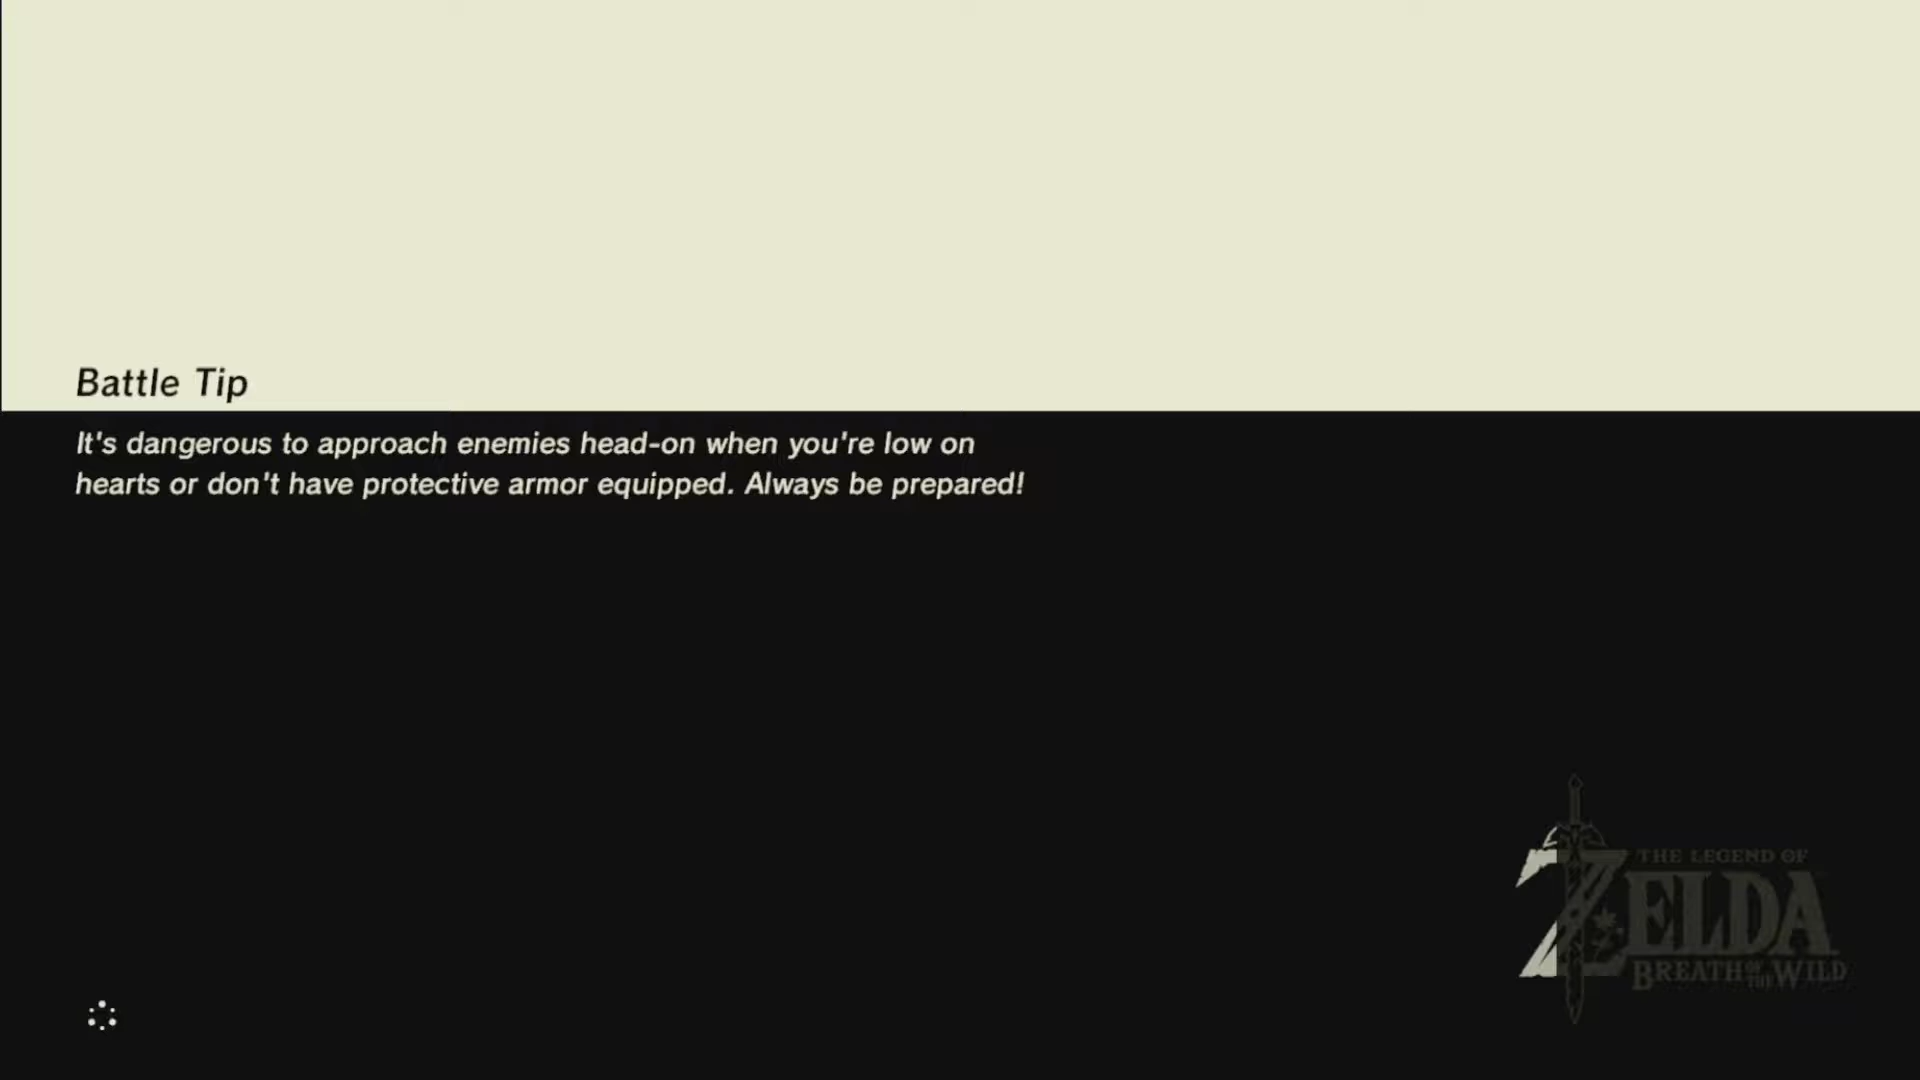 Battle Tip
It's dangerous to approach enemies head-on when you're low on
hearts or don't have protective armor equipped. Always be prepared!
THE LEGEND OF
ZELDA
BREATH OF THE WILD